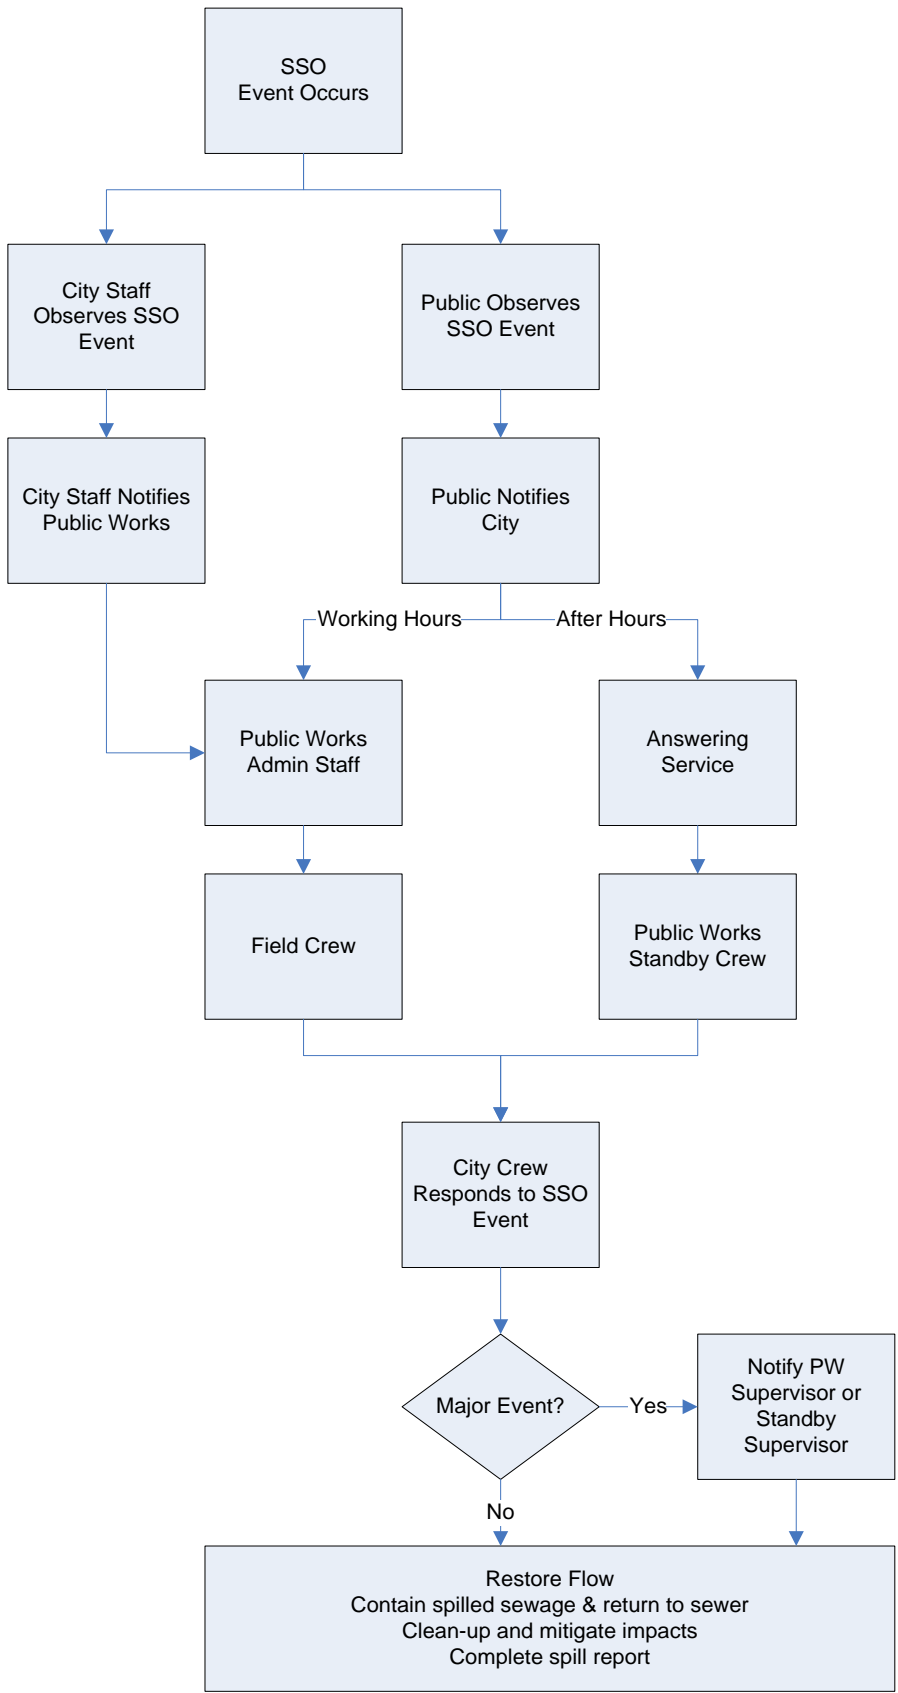 SSO
Event Occurs
City Staff
Observes SSO
Event
Public Observes
SSO Event
City Staff Notifies
Public Works
Public Notifies
City
Working Hours
After Hours
Public Works
Admin Staff
Answering
Service
Field Crew
Public Works
Standby Crew
City Crew
Responds to SSO
Event
Major Event?
Yes
Notify PW
Supervisor or
Standby
Supervisor
No
Restore Flow
Contain spilled sewage & return to sewer
Clean-up and mitigate impacts
Complete spill report